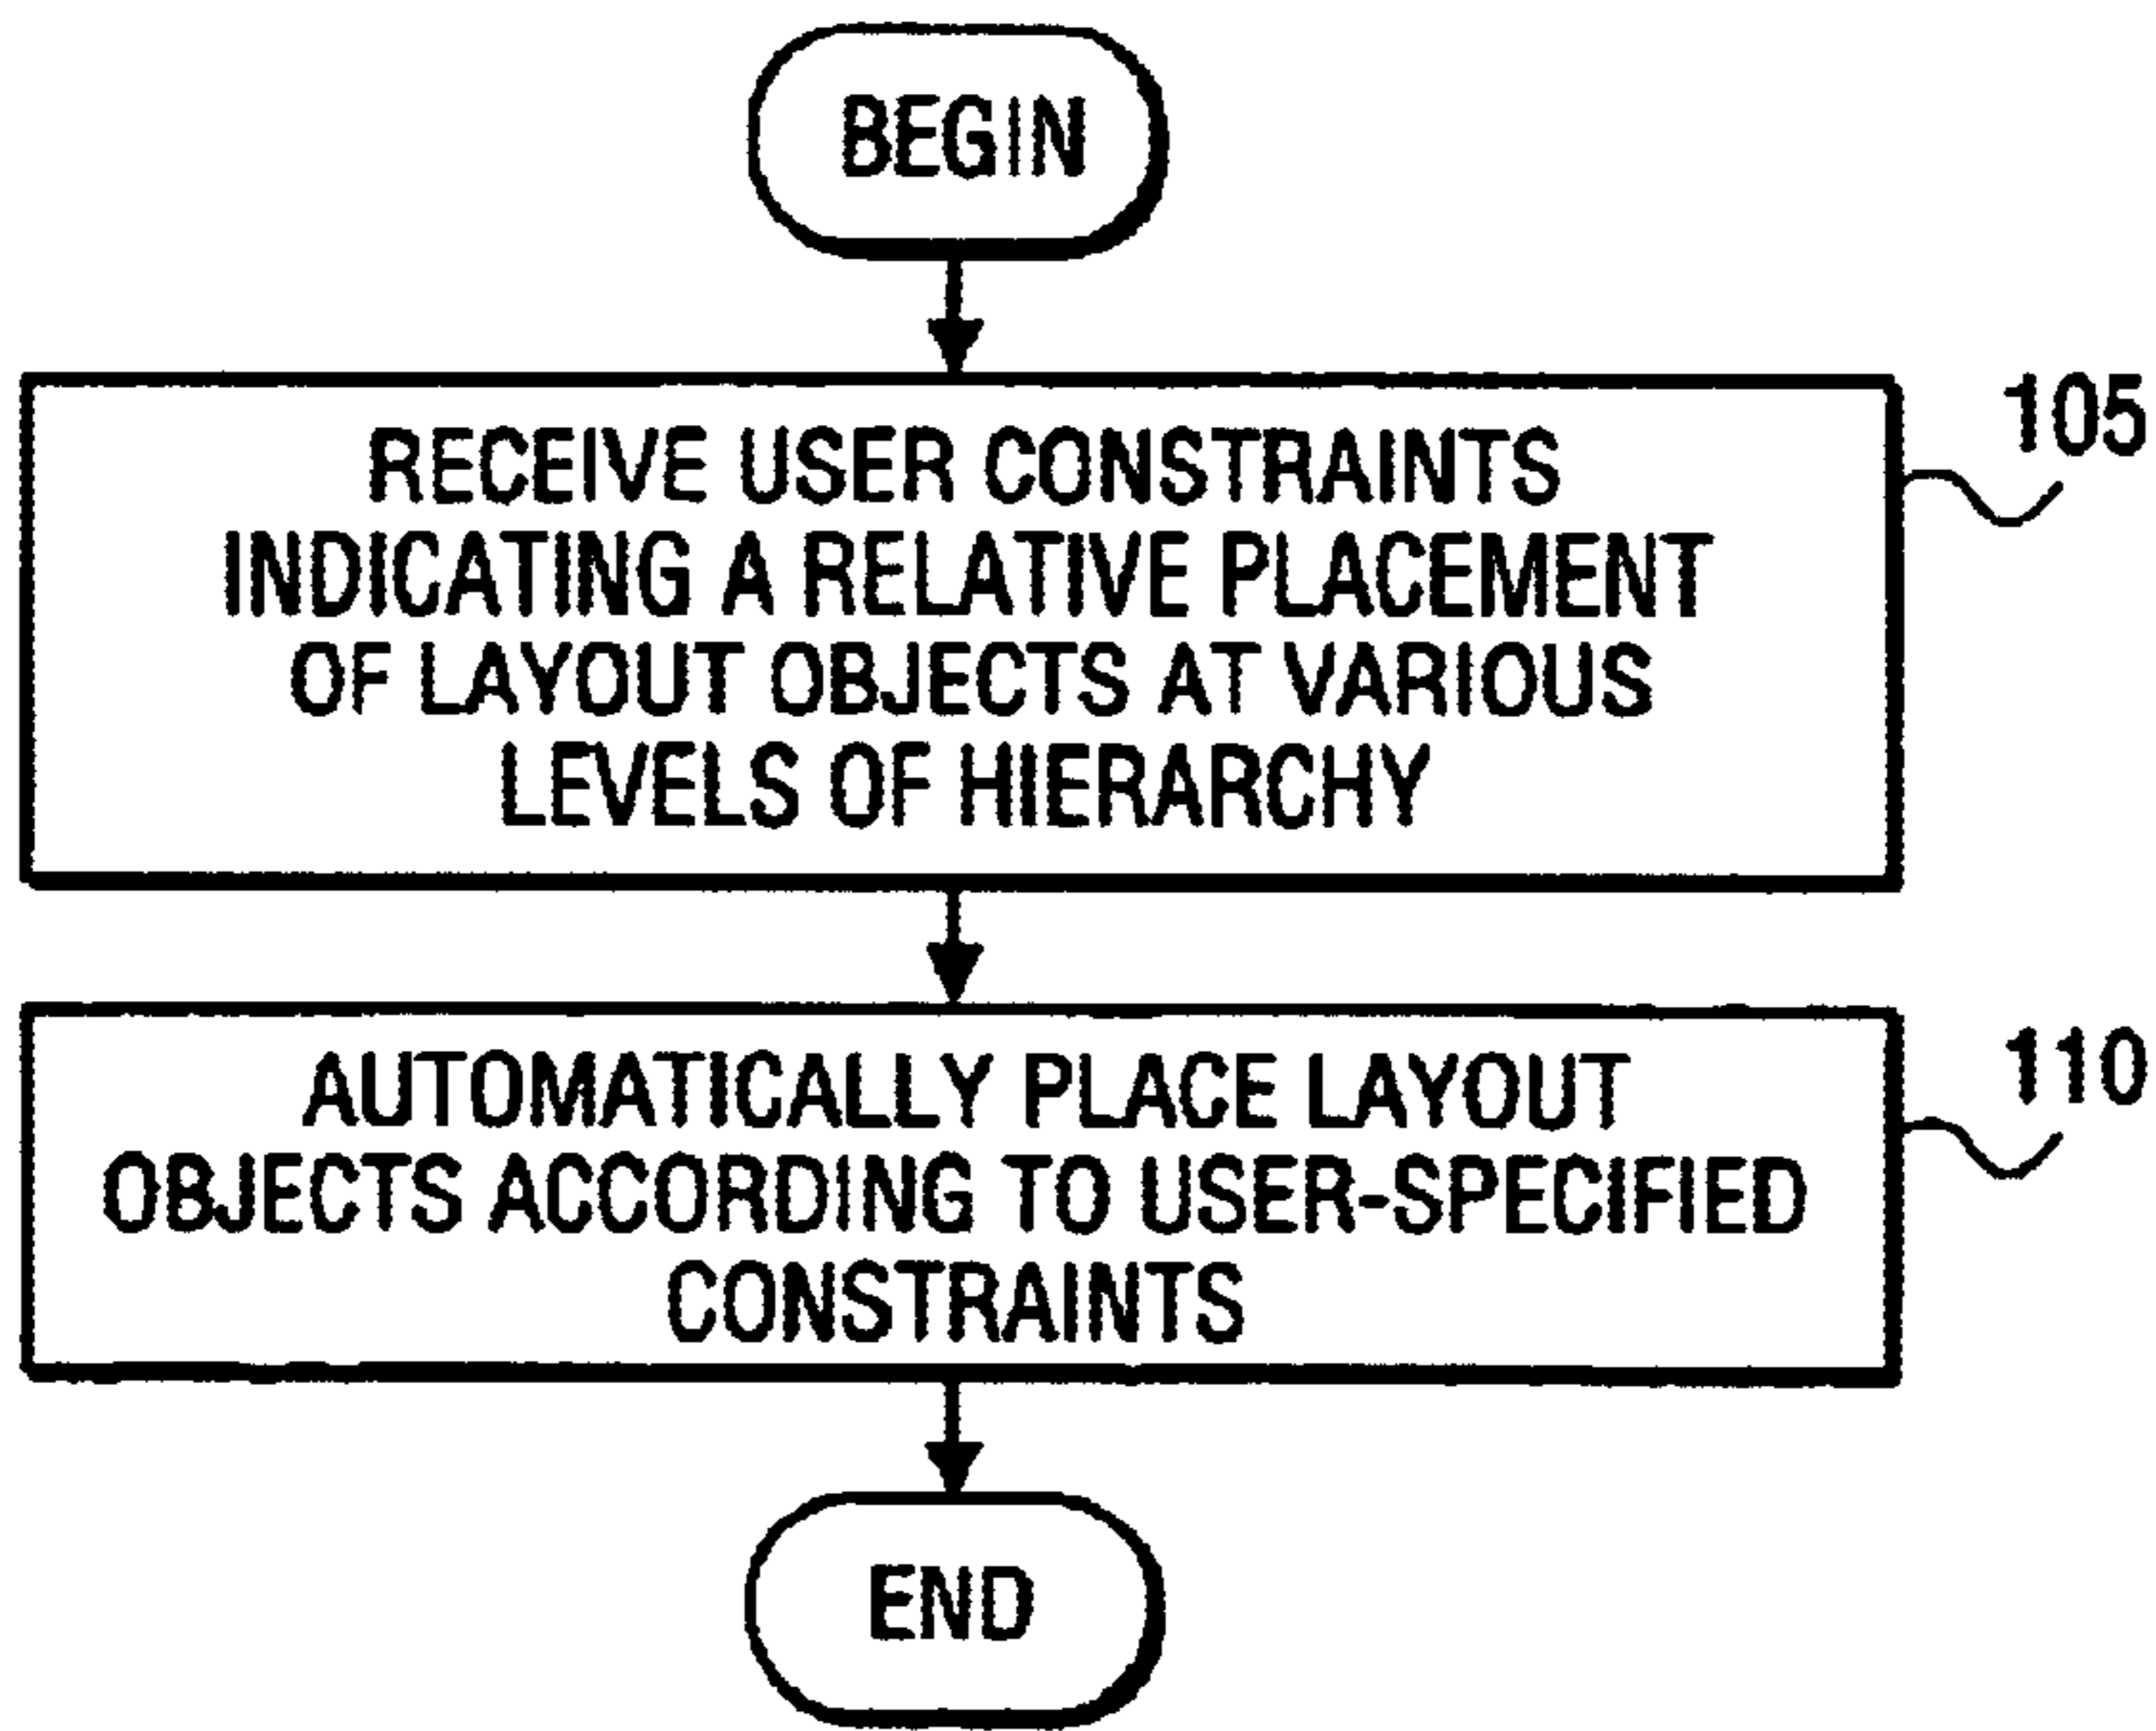 BEGIN
RECEIVE USER CONSTRAINTS
INDICATING A RELATIVE PLACEMENT
OF LAYOUT OBJECTS AT VARIOUS
LEVELS OF HIERARCHY
105
AUTOMATICALLY PLACE LAYOUT
OBJECTS ACCORDING TO USER-SPECIFIED
CONSTRAINTS
110
END